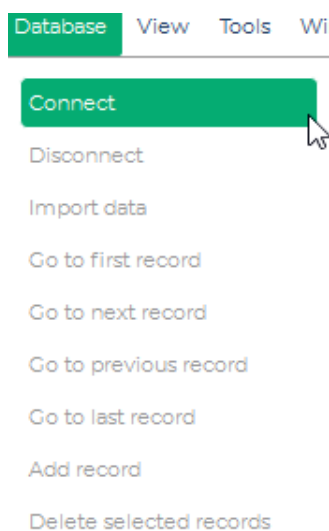 Database View Tools Wi
Connect
Disconnect
Import data
Go to first record
Go to next record
Go to previous record
Go to last record
Add record
Delete selected records